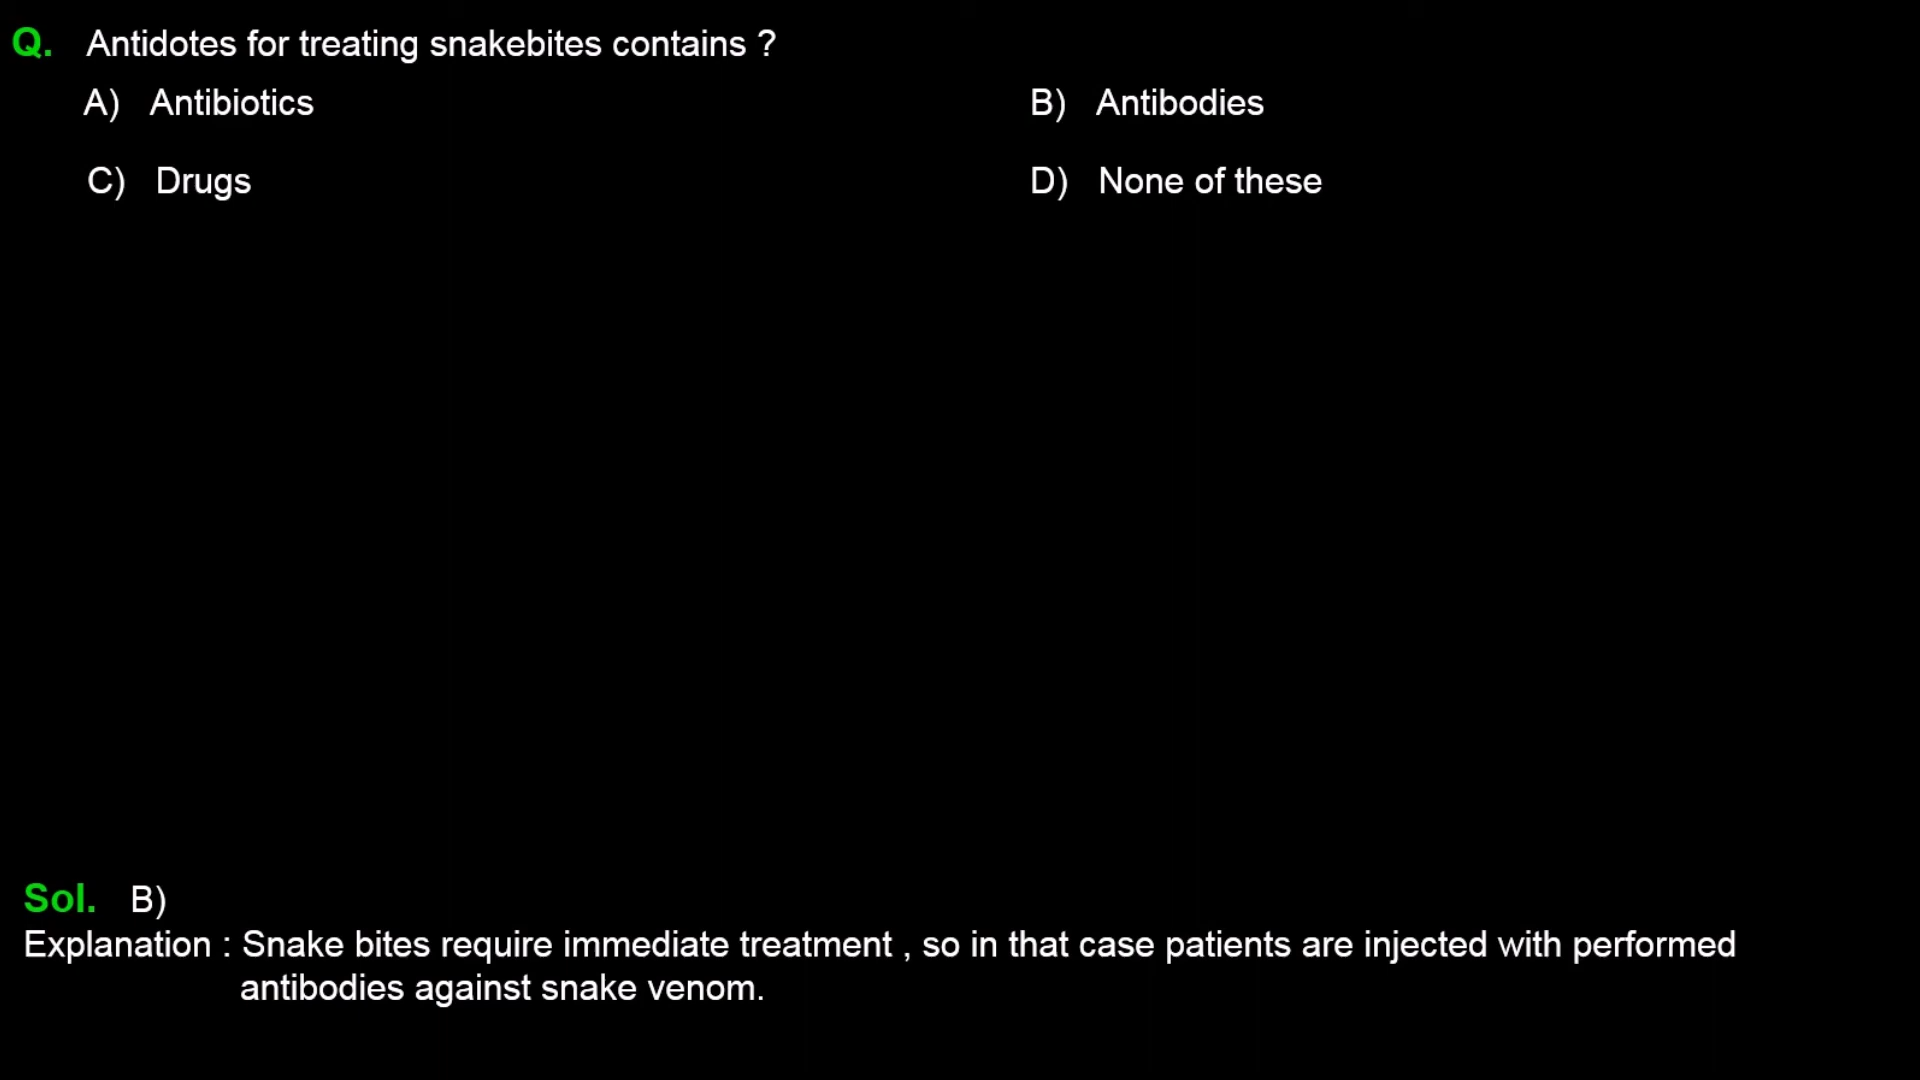 Q. Antidotes for treating snakebites contains ?
A) Antibiotics B) Antibodies
C) Drugs D) None of these
Sol. B)
Explanation : Snake bites require immediate treatment , so in that case patients are injected with performed
antibodies against snake venom.